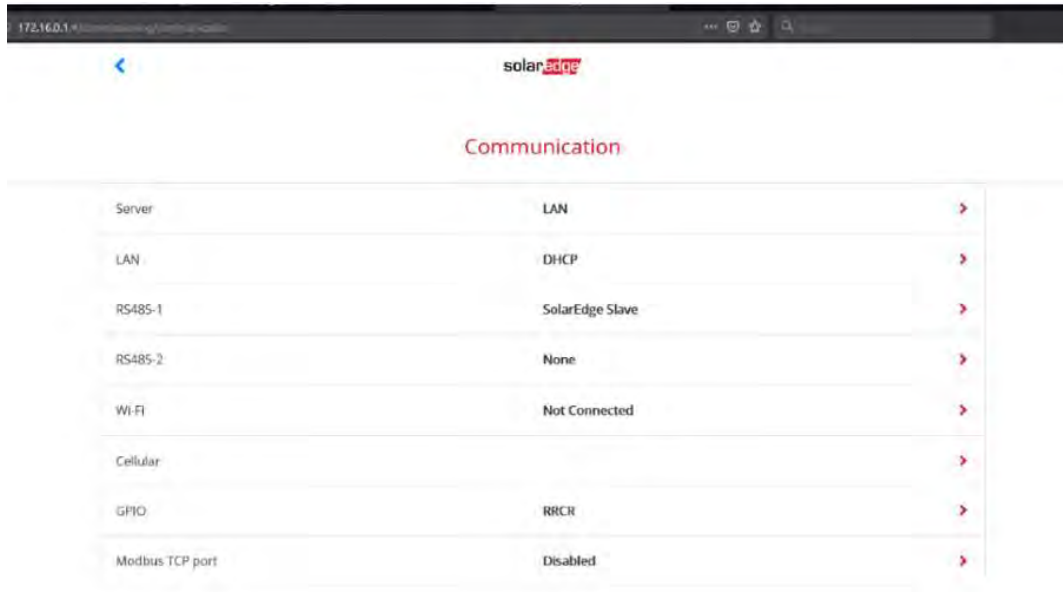 172.16.0.1
solaredge
Communication
Server LAN
LAN DHCP
RS485-1 SolarEdge Slave
RS485-2 None
Wi-Fi Not Connected
Cellular
GPIO RRCR
Modbus TCP port Disabled